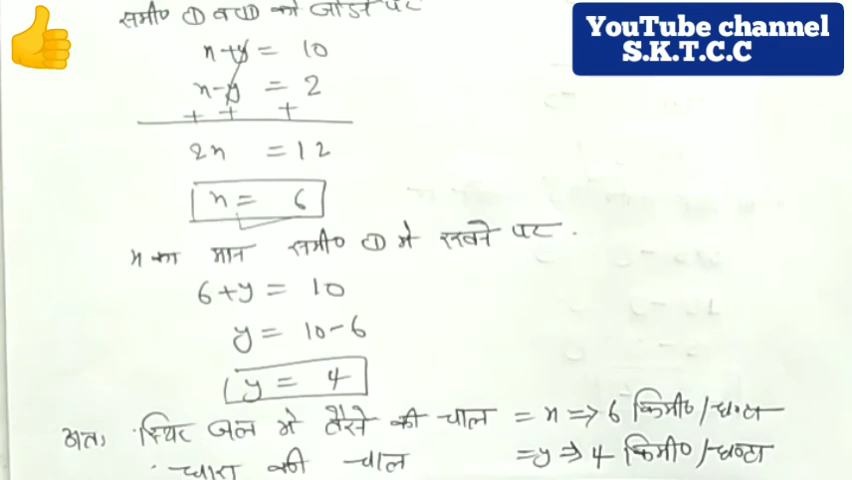 समी० ① व ② को जोडने पर
YouTube channel
S.K.T.C.C
x+y = 10
x-y = 2
+ + +
2x = 12
x = 6
x का मान समी० ① मे रखने पर.
6+y = 10
y = 10-6
y = 4
अतः स्थिर जल मे तैरने की चाल = x => 6 किमी०/घण्टा
धारा की चाल = y => 4 किमी०/घण्टा